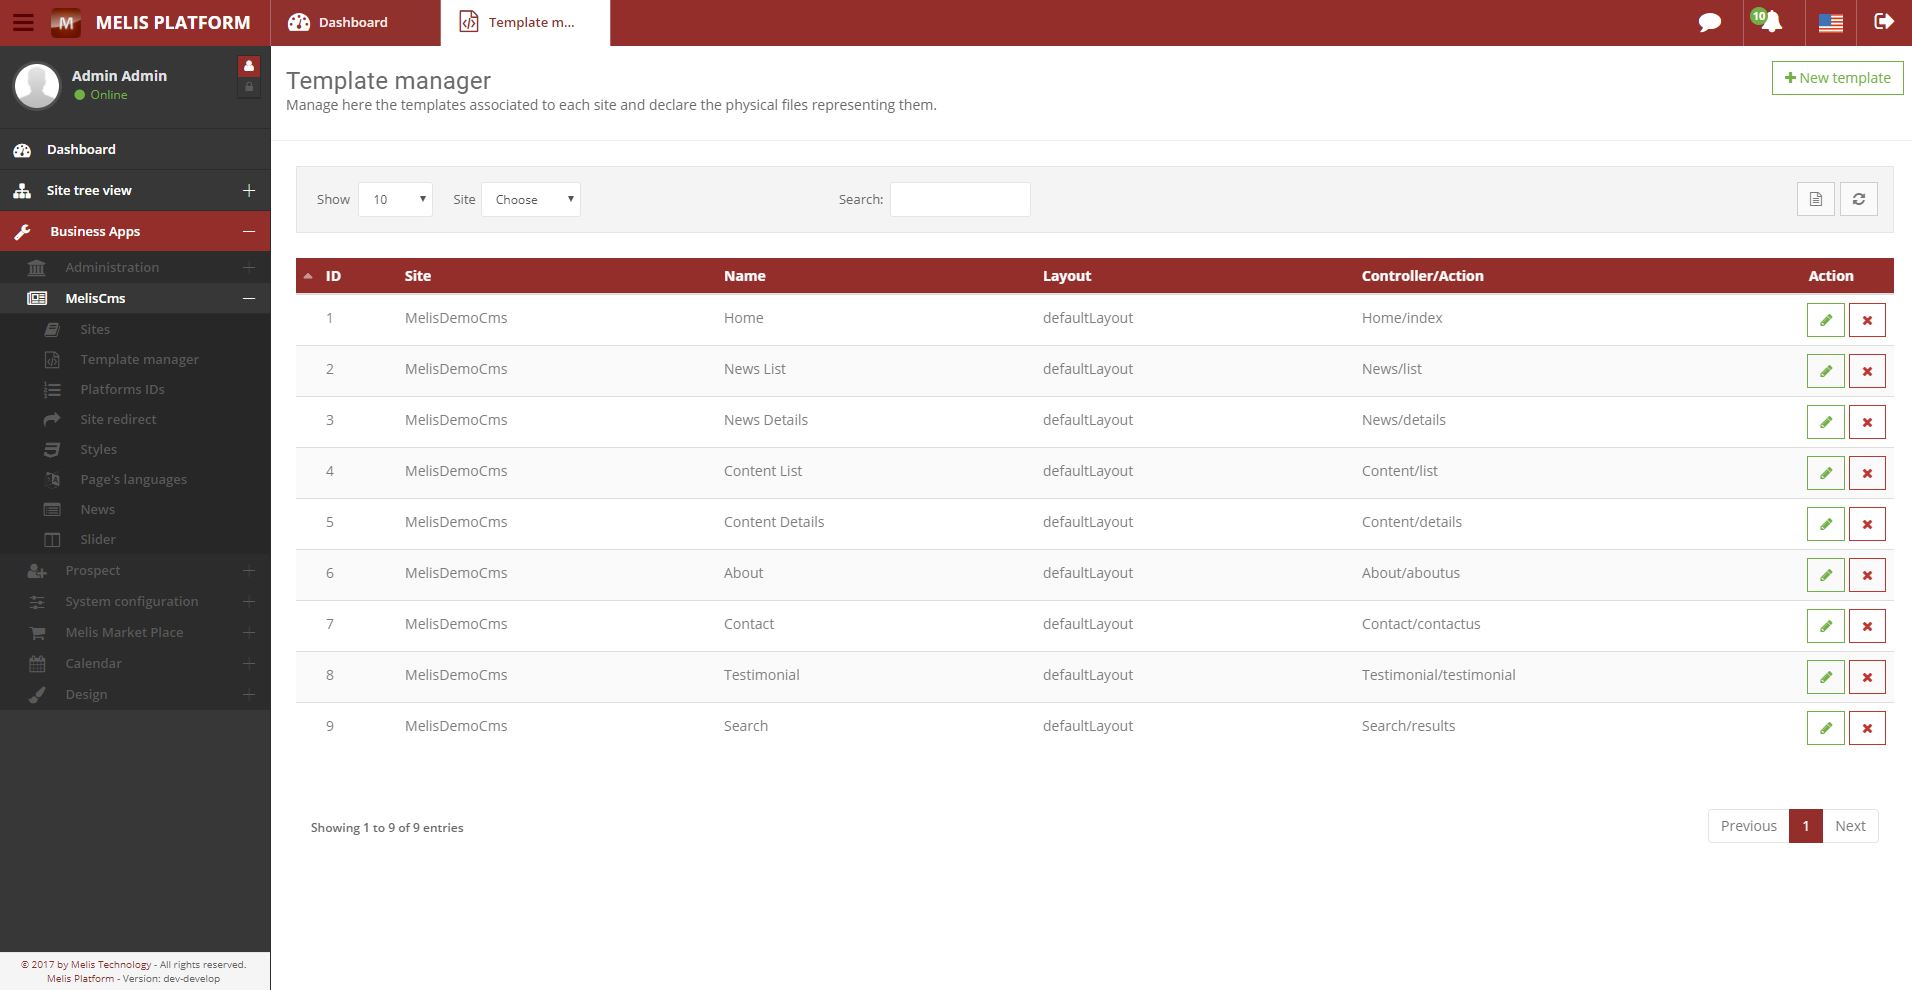 M MELIS PLATFORM
Dashboard
Template m...
10
Admin Admin
Online
Dashboard
Site tree view
Business Apps
Administration
MelisCms
Sites
Template manager
Platforms IDs
Site redirect
Styles
Page's languages
News
Slider
Prospect
System configuration
Melis Market Place
Calendar
Design
© 2017 by Melis Technology - All rights reserved.
Melis Platform - Version: dev-develop
Template manager
Manage here the templates associated to each site and declare the physical files representing them.
New template
Show 10 Site Choose Search:
ID Site Name Layout Controller/Action Action
1 MelisDemoCms Home defaultLayout Home/index
2 MelisDemoCms News List defaultLayout News/list
3 MelisDemoCms News Details defaultLayout News/details
4 MelisDemoCms Content List defaultLayout Content/list
5 MelisDemoCms Content Details defaultLayout Content/details
6 MelisDemoCms About defaultLayout About/aboutus
7 MelisDemoCms Contact defaultLayout Contact/contactus
8 MelisDemoCms Testimonial defaultLayout Testimonial/testimonial
9 MelisDemoCms Search defaultLayout Search/results
Showing 1 to 9 of 9 entries
Previous 1 Next